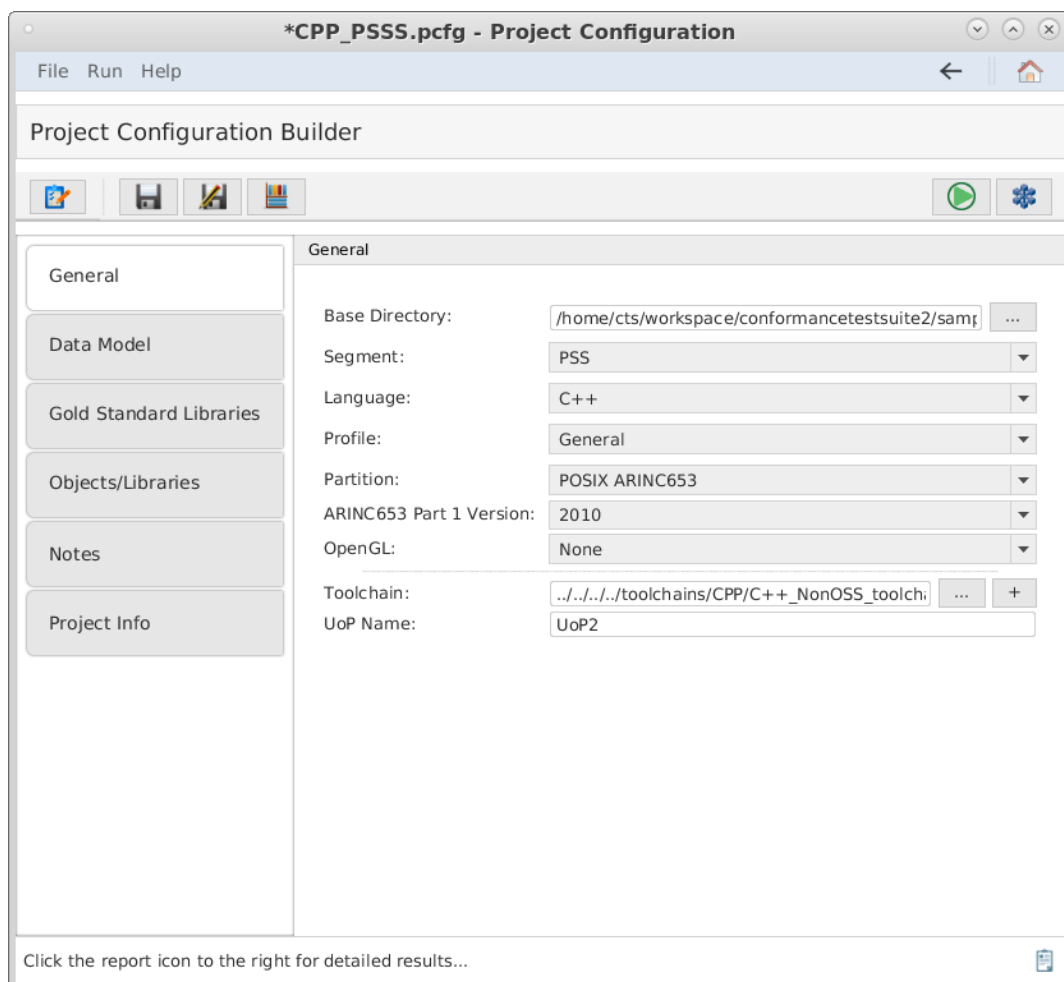 *CPP_PSSS.pcfg - Project Configuration
File Run Help
Project Configuration Builder
General
Data Model
Gold Standard Libraries
Objects/Libraries
Notes
Project Info
General
Base Directory: /home/cts/workspace/conformancetestsuite2/samp ...
Segment: PSS
Language: C++
Profile: General
Partition: POSIX ARINC653
ARINC653 Part 1 Version: 2010
OpenGL: None
Toolchain: ../../../../toolchains/CPP/C++_NonOSS_toolcha ... +
UoP Name: UoP2
Click the report icon to the right for detailed results...